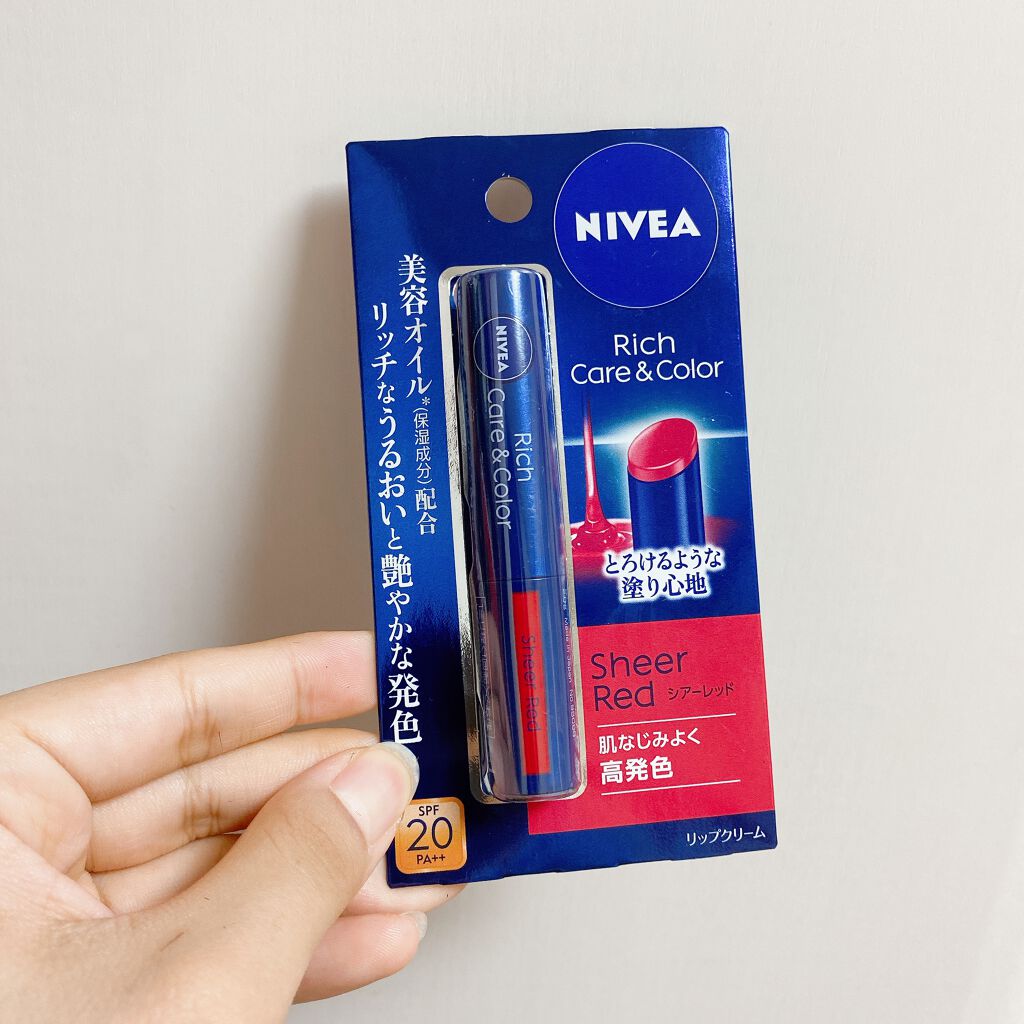 NIVEA
Rich
Care & Color
美容オイル*(保湿成分)配合
リッチなうるおいと艶やかな発色
NIVEA
Rich
Care & Color
Sheer Red
とろけるような
塗り心地
Sheer
Red シアーレッド
肌なじみよく
高発色
SPF
20
PA++
リップクリーム